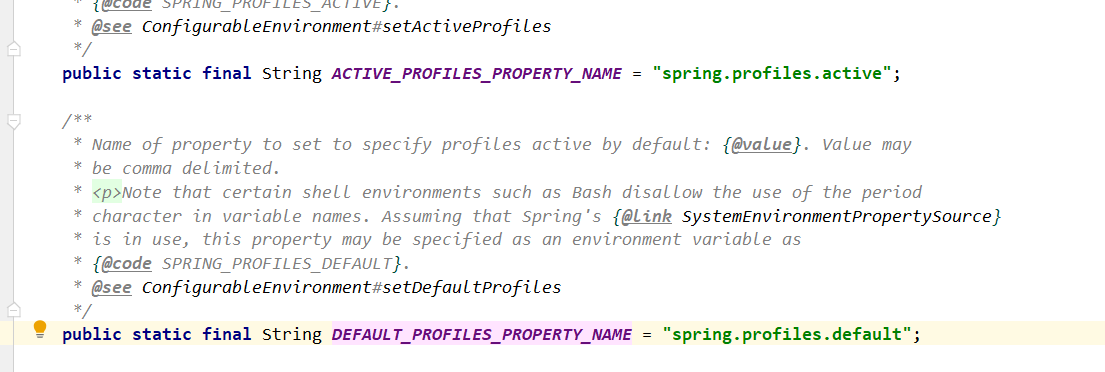 * {@code SPRING_PROFILES_ACTIVE}.
* @see ConfigurableEnvironment#setActiveProfiles
*/
public static final String ACTIVE_PROFILES_PROPERTY_NAME = "spring.profiles.active";
/**
* Name of property to set to specify profiles active by default: {@value}. Value may
* be comma delimited.
* <p>Note that certain shell environments such as Bash disallow the use of the period
* character in variable names. Assuming that Spring's {@link SystemEnvironmentPropertySource}
* is in use, this property may be specified as an environment variable as
* {@code SPRING_PROFILES_DEFAULT}.
* @see ConfigurableEnvironment#setDefaultProfiles
*/
public static final String DEFAULT_PROFILES_PROPERTY_NAME = "spring.profiles.default";